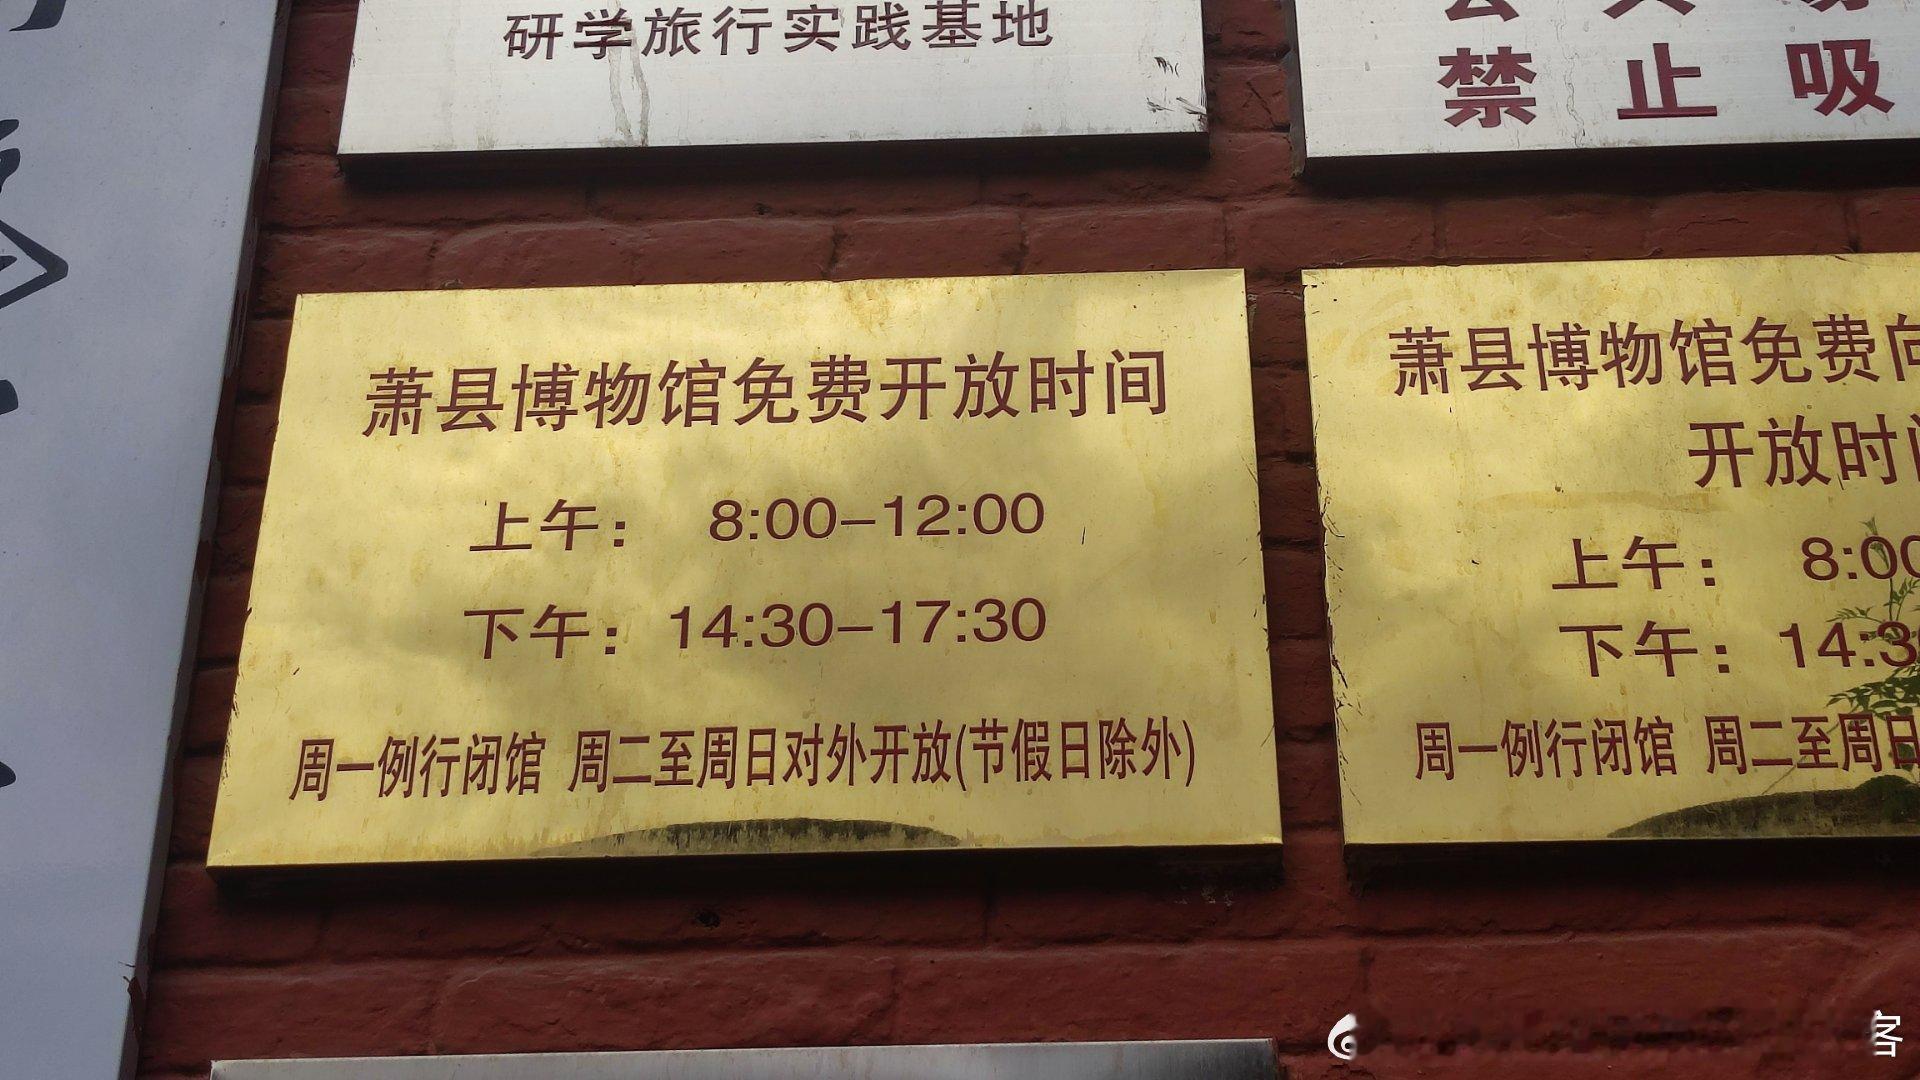 研学旅行实践基地
禁止吸
萧县博物馆免费开放时间
上午： 8:00-12:00
下午：14:30-17:30
周一例行闭馆 周二至周日对外开放(节假日除外)
萧县博物馆免费向
开放时间
上午： 8:00
下午：14:3
周一例行闭馆 周二至周日
客